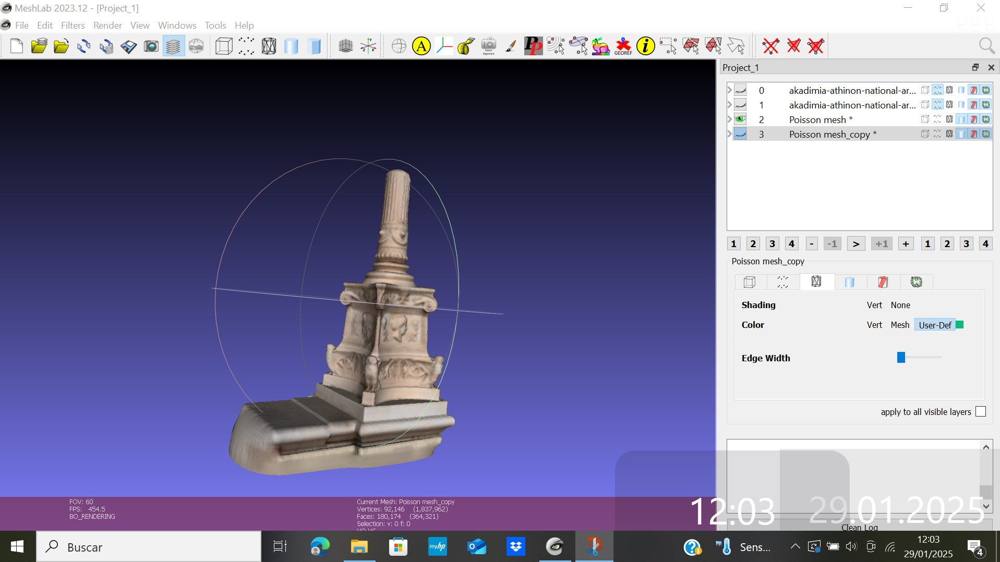 MeshLab 2023.12 - [Project_1]
File Edit Filters Render View Windows Tools Help
A
Raster Alignment
PP
GEOREF
i
Project_1
0 akadimia-athinon-national-ar...
1 akadimia-athinon-national-ar...
2 Poisson mesh *
3 Poisson mesh_copy *
1 2 3 4 - -1 > +1 + 1 2 3 4
Poisson mesh_copy
Shading Vert None
Color Vert Mesh User-Def
Edge Width
apply to all visible layers
FOV: 60
FPS: 454.5
BO_RENDERING
Current Mesh: Poisson mesh_copy
Vertices: 92,146 (1,837,962)
Faces: 180,174 (364,321)
Selection: v: 0 f: 0
12:03 29.01.2025
Clean Log
Buscar
myhp
Sens...
12:03
29/01/2025
4